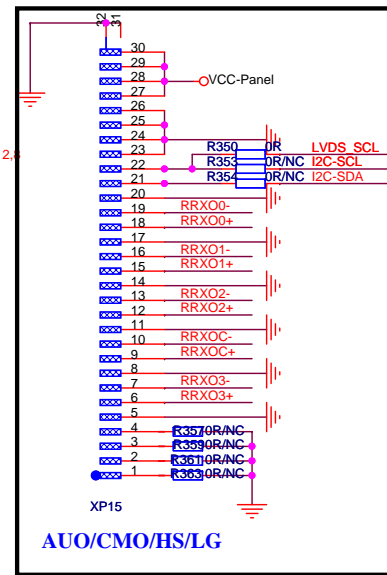 32
31
30
29
28
VCC-Panel
27
26
25
24
R350 0R LVDS_SCL
23
R353 0R/NC I2C-SCL
22
R354 0R/NC I2C-SDA
21
20
RRXO0-
19
RRXO0+
18
17
RRXO1-
16
RRXO1+
15
14
RRXO2-
13
RRXO2+
12
11
RRXOC-
10
RRXOC+
9
8
RRXO3-
7
RRXO3+
6
5
4 R357 0R/NC
3 R359 0R/NC
2 R361 0R/NC
1 R363 0R/NC
XP15
AUO/CMO/HS/LG